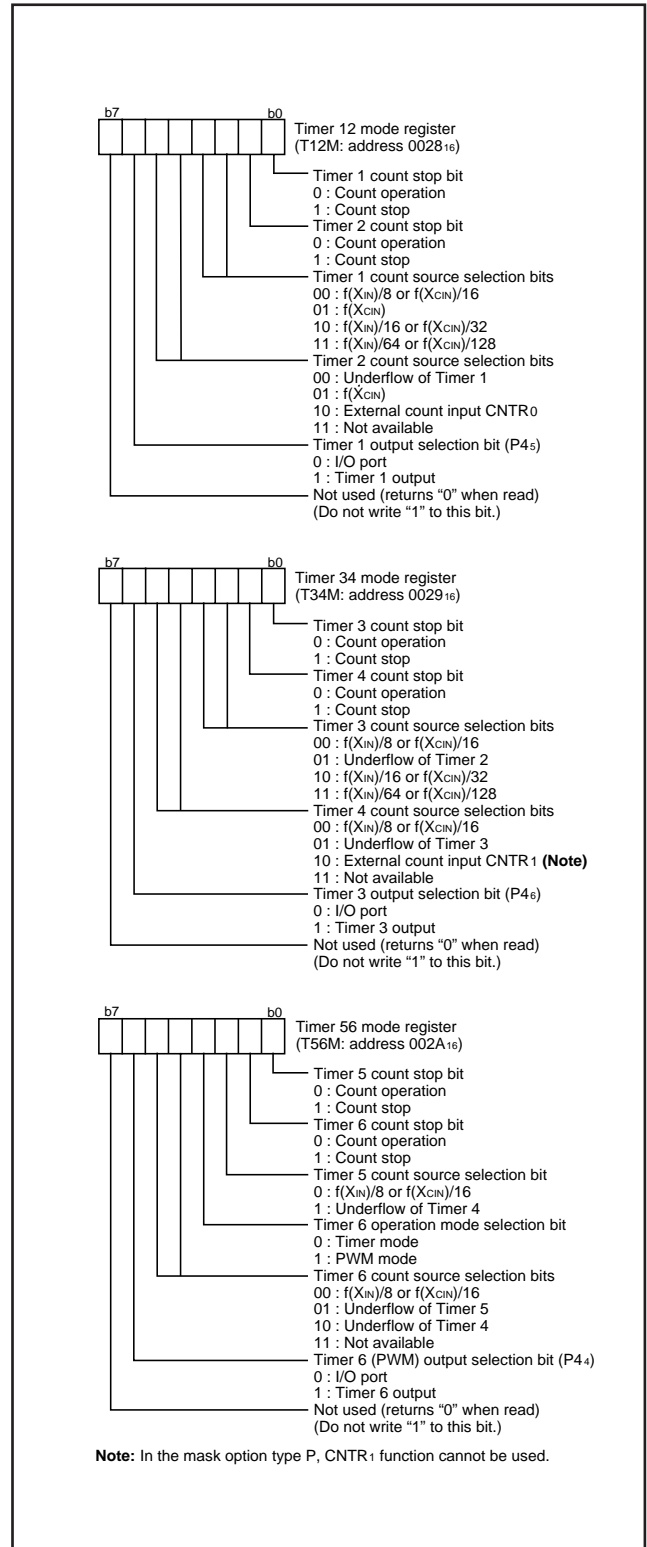 b7 b0
Timer 12 mode register
(T12M: address 0028₁₆)
Timer 1 count stop bit
0 : Count operation
1 : Count stop
Timer 2 count stop bit
0 : Count operation
1 : Count stop
Timer 1 count source selection bits
00 : f(XIN)/8 or f(XCIN)/16
01 : f(XCIN)
10 : f(XIN)/16 or f(XCIN)/32
11 : f(XIN)/64 or f(XCIN)/128
Timer 2 count source selection bits
00 : Underflow of Timer 1
01 : f(XCIN)
10 : External count input CNTR0
11 : Not available
Timer 1 output selection bit (P4₅)
0 : I/O port
1 : Timer 1 output
Not used (returns “0” when read)
(Do not write “1” to this bit.)
b7 b0
Timer 34 mode register
(T34M: address 0029₁₆)
Timer 3 count stop bit
0 : Count operation
1 : Count stop
Timer 4 count stop bit
0 : Count operation
1 : Count stop
Timer 3 count source selection bits
00 : f(XIN)/8 or f(XCIN)/16
01 : Underflow of Timer 2
10 : f(XIN)/16 or f(XCIN)/32
11 : f(XIN)/64 or f(XCIN)/128
Timer 4 count source selection bits
00 : f(XIN)/8 or f(XCIN)/16
01 : Underflow of Timer 3
10 : External count input CNTR1 (Note)
11 : Not available
Timer 3 output selection bit (P4₆)
0 : I/O port
1 : Timer 3 output
Not used (returns “0” when read)
(Do not write “1” to this bit.)
b7 b0
Timer 56 mode register
(T56M: address 002A₁₆)
Timer 5 count stop bit
0 : Count operation
1 : Count stop
Timer 6 count stop bit
0 : Count operation
1 : Count stop
Timer 5 count source selection bit
0 : f(XIN)/8 or f(XCIN)/16
1 : Underflow of Timer 4
Timer 6 operation mode selection bit
0 : Timer mode
1 : PWM mode
Timer 6 count source selection bits
00 : f(XIN)/8 or f(XCIN)/16
01 : Underflow of Timer 5
10 : Underflow of Timer 4
11 : Not available
Timer 6 (PWM) output selection bit (P4₄)
0 : I/O port
1 : Timer 6 output
Not used (returns “0” when read)
(Do not write “1” to this bit.)
Note: In the mask option type P, CNTR1 function cannot be used.